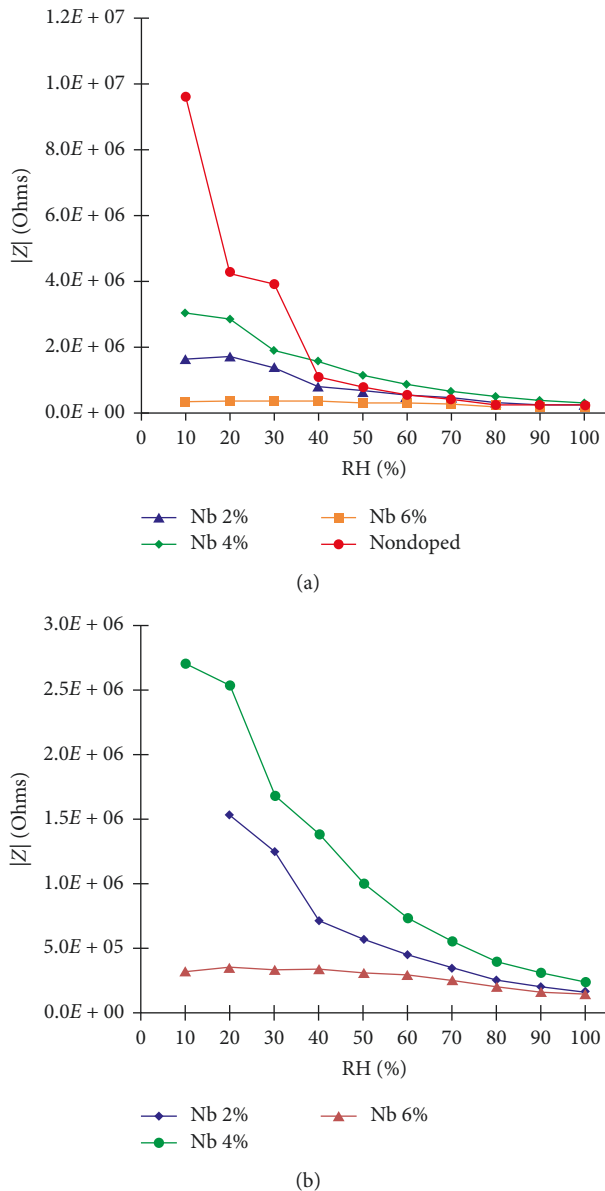 1.2E + 07
1.0E + 07
8.0E + 06
6.0E + 06
4.0E + 06
2.0E + 06
0.0E + 00
|Z| (Ohms)
0 10 20 30 40 50 60 70 80 90 100
RH (%)
Nb 2% Nb 6%
Nb 4% Nondoped
(a)
3.0E + 06
2.5E + 06
2.0E + 06
1.5E + 06
1.0E + 06
5.0E + 05
0.0E + 00
|Z| (Ohms)
0 10 20 30 40 50 60 70 80 90 100
RH (%)
Nb 2% Nb 6%
Nb 4%
(b)